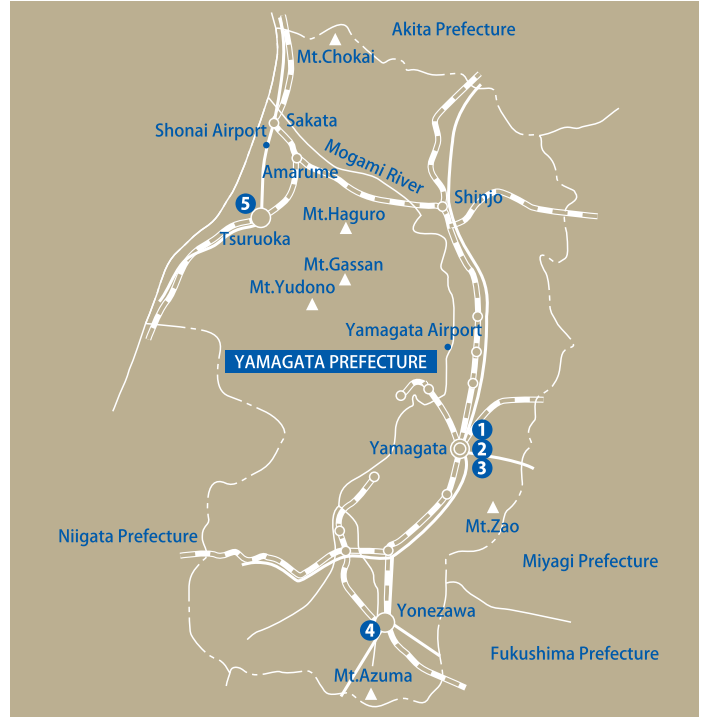 Akita Prefecture
Mt.Chokai
Sakata
Shonai Airport
Mogami River
Amarume
Shinjo
5
Mt.Haguro
Tsuruoka
Mt.Gassan
Mt.Yudono
Yamagata Airport
YAMAGATA PREFECTURE
1
Yamagata
2
3
Mt.Zao
Niigata Prefecture
Miyagi Prefecture
Yonezawa
4
Fukushima Prefecture
Mt.Azuma